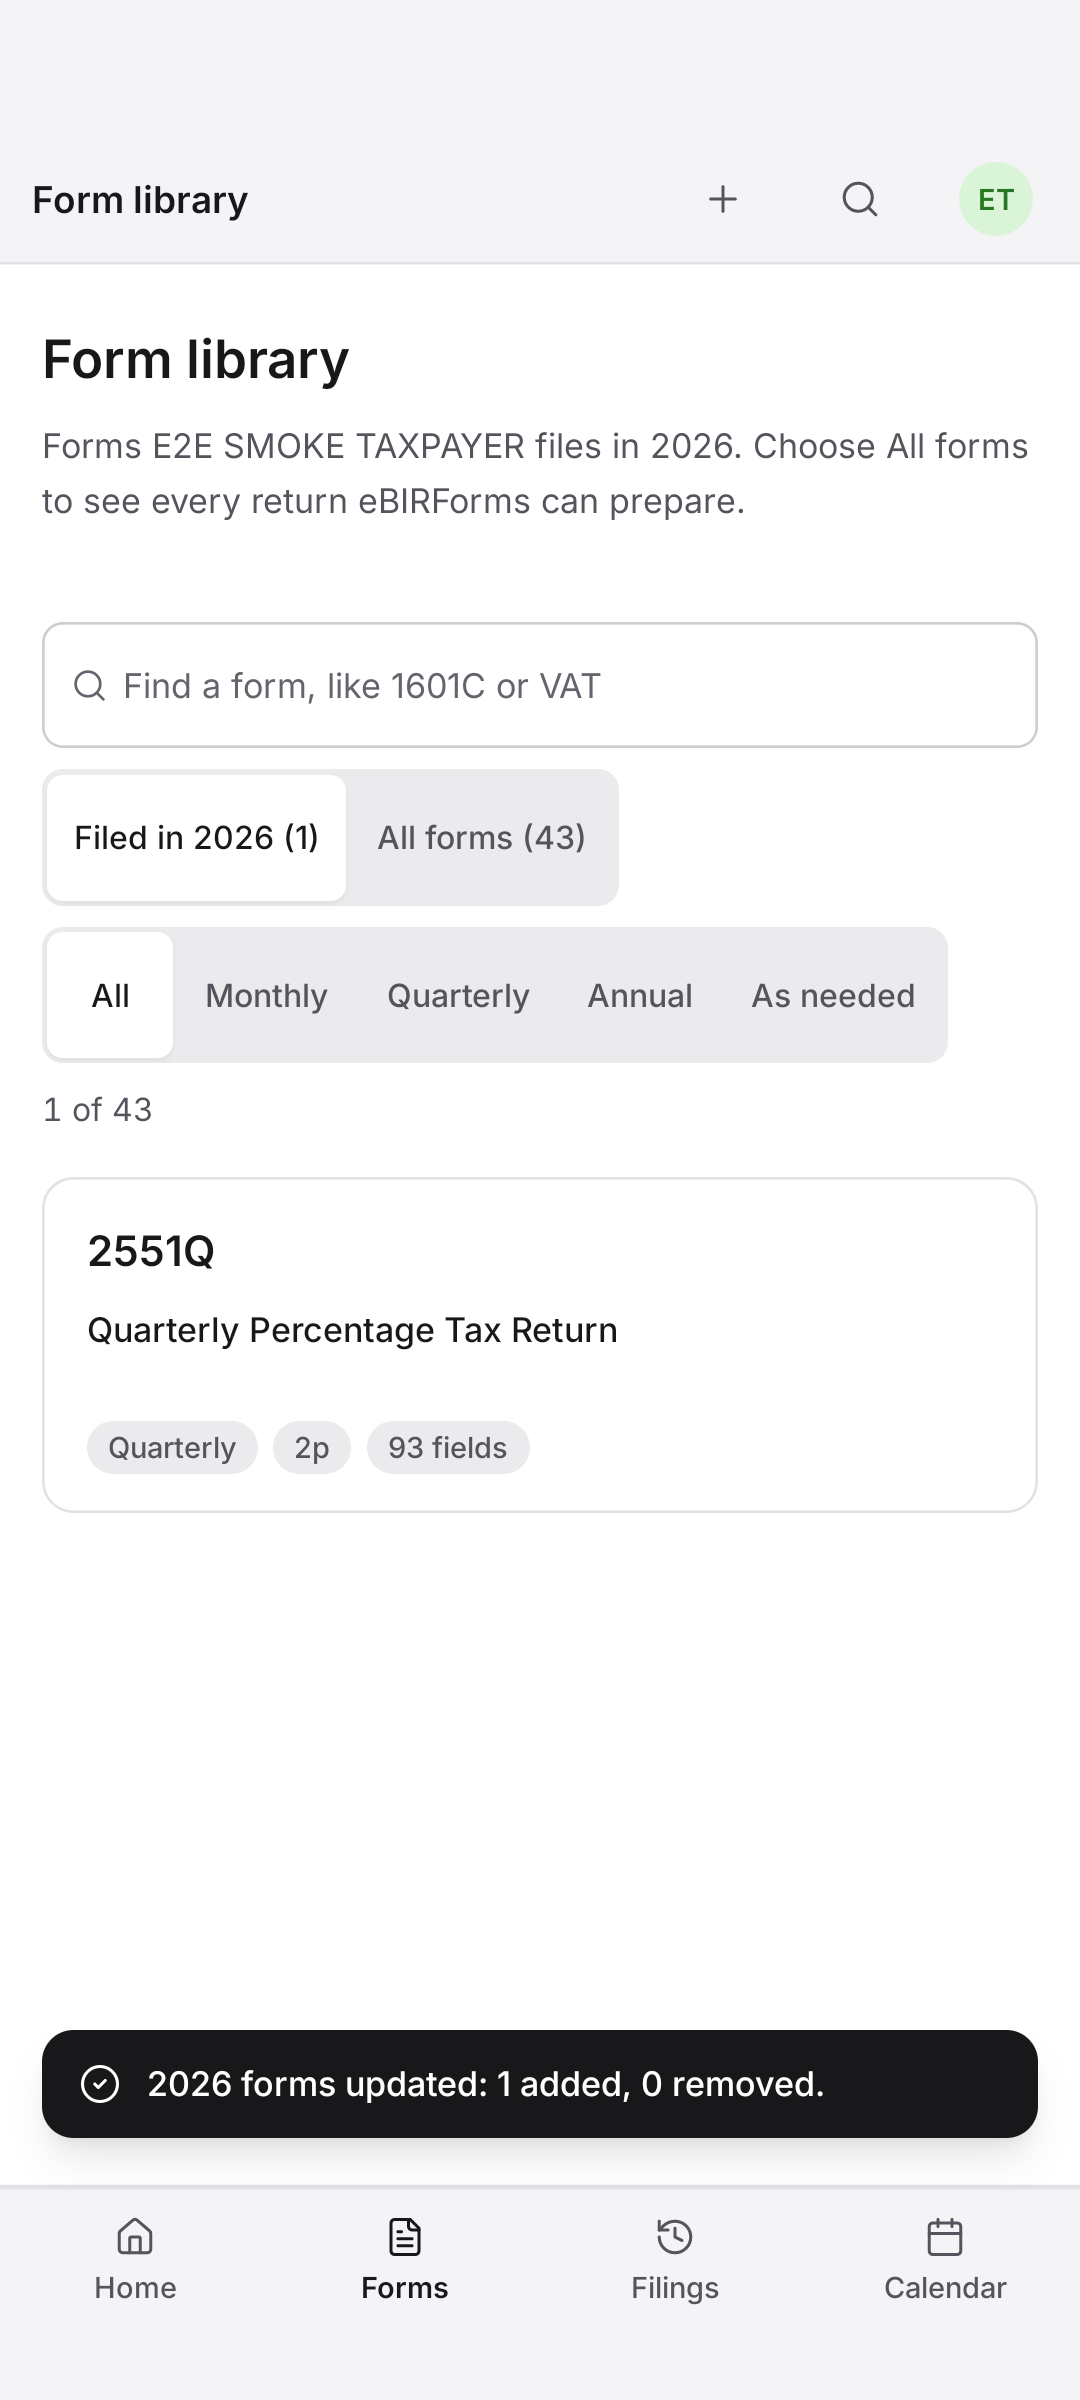 Form library
ET
Form library
Forms E2E SMOKE TAXPAYER files in 2026. Choose All forms
to see every return eBIRForms can prepare.
Find a form, like 1601C or VAT
Filed in 2026 (1)
All forms (43)
All
Monthly
Quarterly
Annual
As needed
1 of 43
2551Q
Quarterly Percentage Tax Return
Quarterly
2p
93 fields
2026 forms updated: 1 added, 0 removed.
Home
Forms
Filings
Calendar